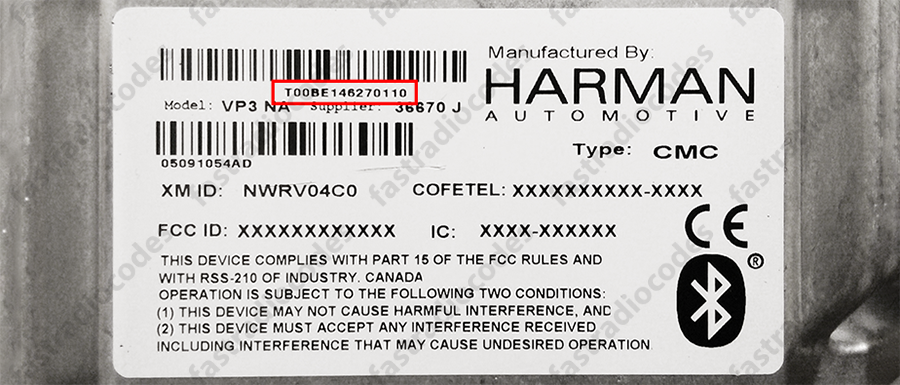 Manufactured By:
HARMAN
AUTOMOTIVE
T00BE146270110
Model: VP3 NA Supplier: 36670 J
Type: CMC
05091054AD
XM ID: NWRV04C0 COFETEL: XXXXXXXXXX-XXXX
FCC ID: XXXXXXXXXXXX IC: XXXX-XXXXXX
THIS DEVICE COMPLIES WITH PART 15 OF THE FCC RULES AND
WITH RSS-210 OF INDUSTRY. CANADA
OPERATION IS SUBJECT TO THE FOLLOWING TWO CONDITIONS:
(1) THIS DEVICE MAY NOT CAUSE HARMFUL INTERFERENCE, AND
(2) THIS DEVICE MUST ACCEPT ANY INTERFERENCE RECEIVED
INCLUDING INTERFERENCE THAT MAY CAUSE UNDESIRED OPERATION.
CE
®
fastradiocodes